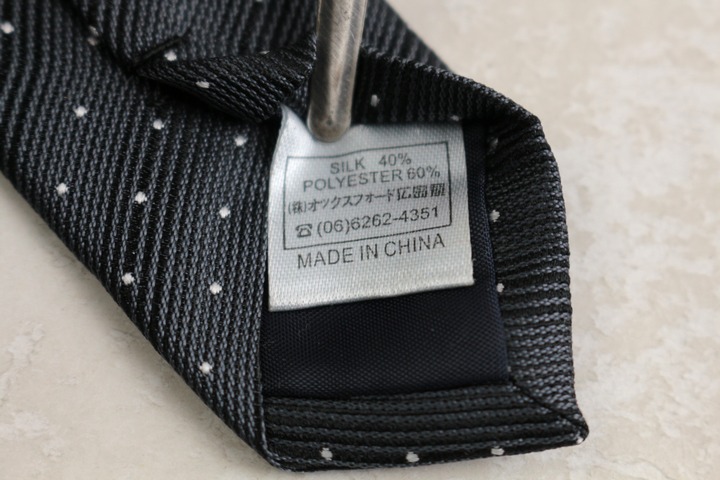 SILK 40%
POLYESTER 60%
(株)オックスフォード
☎(06)6262-4351
MADE IN CHINA